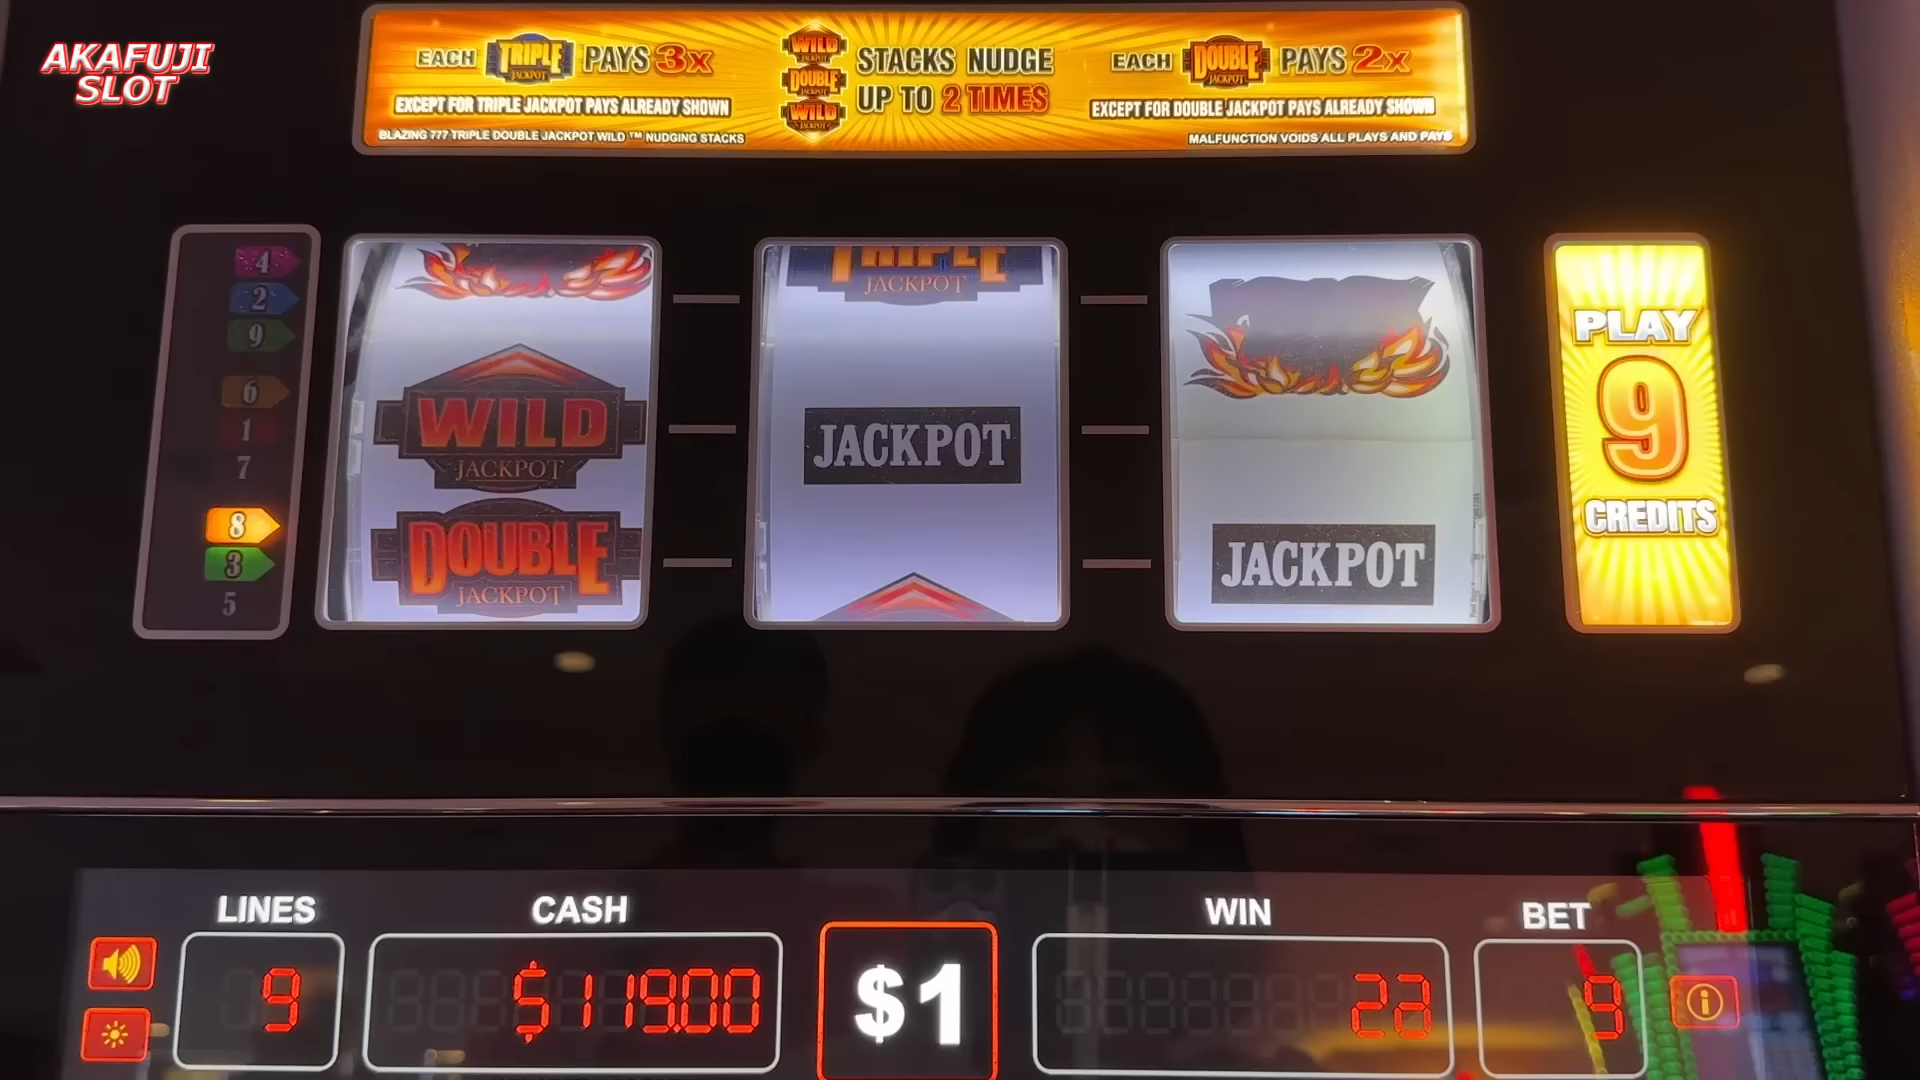 AKAFUJI
SLOT
EACH TRIPLE JACKPOT PAYS 3x
EXCEPT FOR TRIPLE JACKPOT PAYS ALREADY SHOWN
BLAZING 777 TRIPLE DOUBLE JACKPOT WILD ™ NUDGING STACKS
WILD
JACKPOT
DOUBLE
JACKPOT
WILD
JACKPOT
STACKS NUDGE
UP TO 2 TIMES
EACH DOUBLE JACKPOT PAYS 2x
EXCEPT FOR DOUBLE JACKPOT PAYS ALREADY SHOWN
MALFUNCTION VOIDS ALL PLAYS AND PAYS
4
2
9
6
1
7
8
3
5
WILD
JACKPOT
DOUBLE
JACKPOT
TRIPLE
JACKPOT
JACKPOT
JACKPOT
PLAY
9
CREDITS
LINES
9
CASH
$119.00
$1
WIN
BET
9